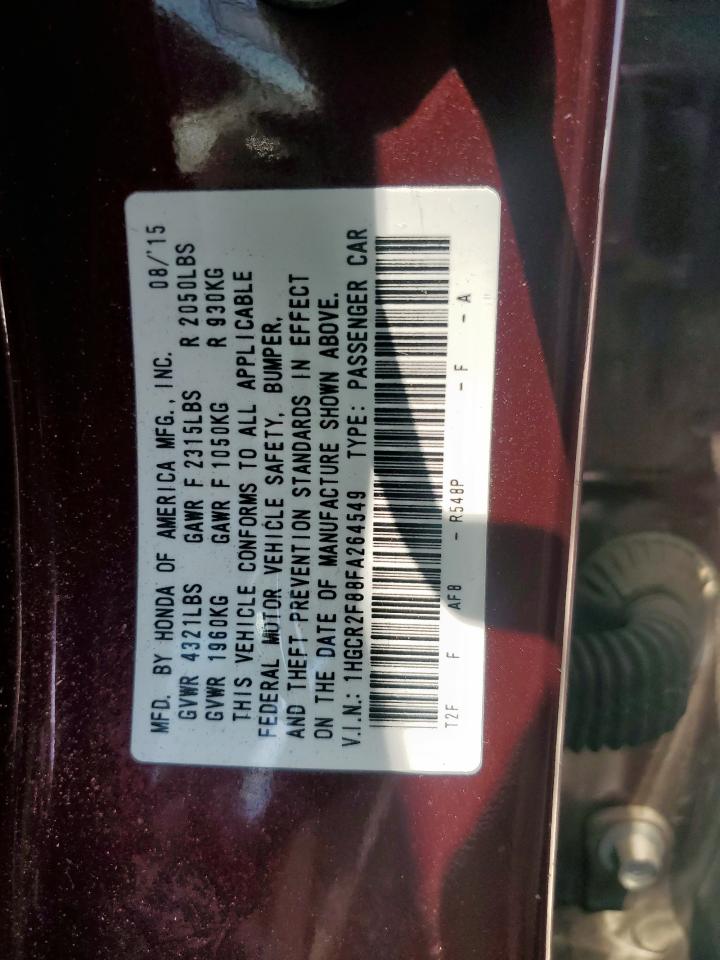 MFD. BY HONDA OF AMERICA MFG., INC. 08/'15
GVWR 4321LBS GAWR F 2315LBS R 2050LBS
GVWR 1960KG GAWR F 1050KG R 930KG
THIS VEHICLE CONFORMS TO ALL APPLICABLE
FEDERAL MOTOR VEHICLE SAFETY, BUMPER,
AND THEFT PREVENTION STANDARDS IN EFFECT
ON THE DATE OF MANUFACTURE SHOWN ABOVE.
V.I.N.: 1HGCR2F88FA264549 TYPE: PASSENGER CAR
T2F F AF8 - R548P - F - A